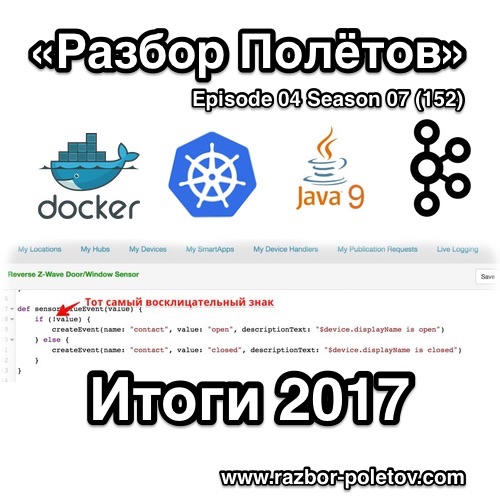 «Разбор Полётов»
Episode 04 Season 07 (152)
docker
Java 9
My Locations My Hubs My Devices My SmartApps My Device Handlers My Publication Requests Live Logging
Reverse Z-Wave Door/Window Sensor
Save
Тот самый восклицательный знак
def sensorValueEvent(value) {
if (!value) {
createEvent(name: "contact", value: "open", descriptionText: "$device.displayName is open")
} else {
createEvent(name: "contact", value: "closed", descriptionText: "$device.displayName is closed")
}
}
Итоги 2017
www.razbor-poletov.com